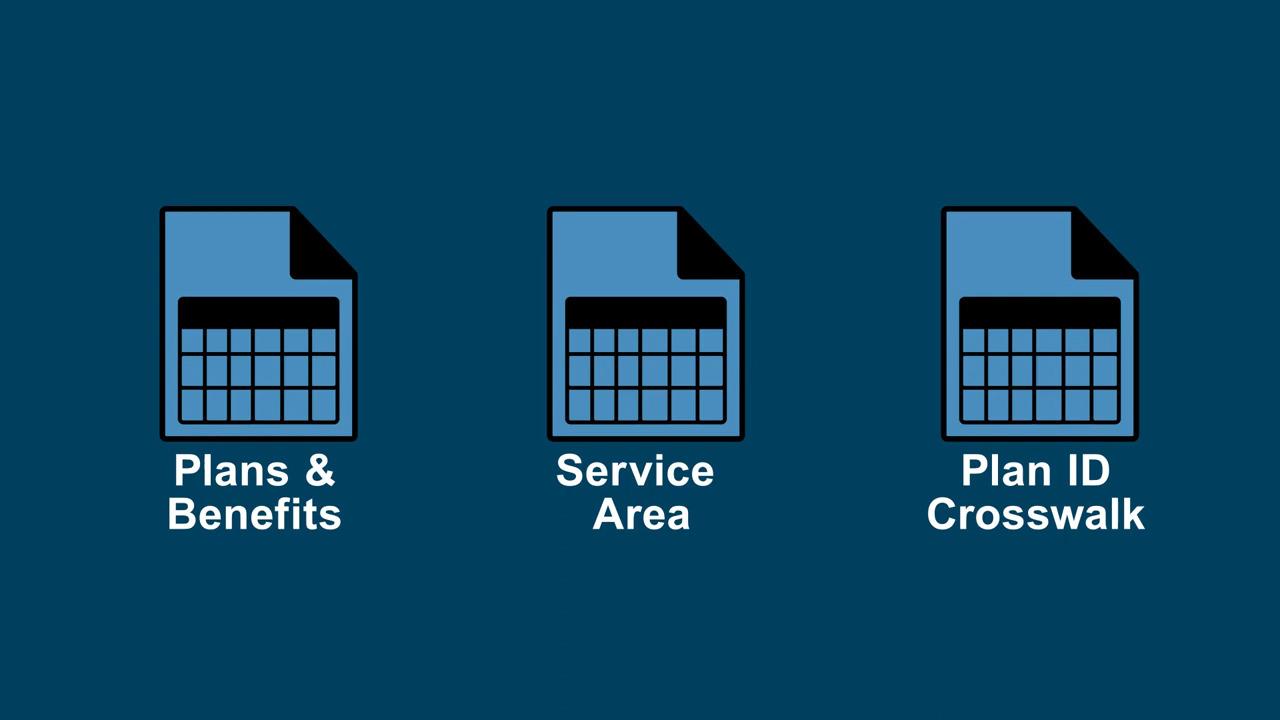 Plans &
Benefits
Service
Area
Plan ID
Crosswalk